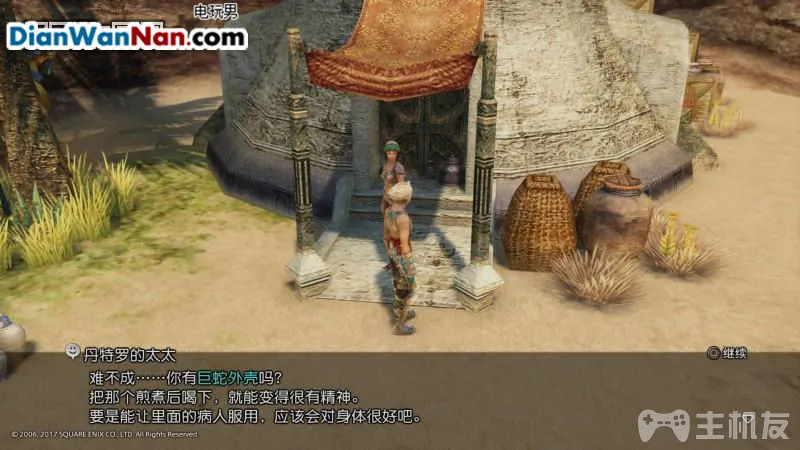 电玩男
DianWanNan.com
丹特罗的太太
继续
难不成……你有巨蛇外壳吗？
把那个煎煮后喝下，就能变得很有精神。
要是能让里面的病人服用，应该会对身体很好吧。
© 2006, 2017 SQUARE ENIX CO., LTD. All Rights Reserved.
主机友